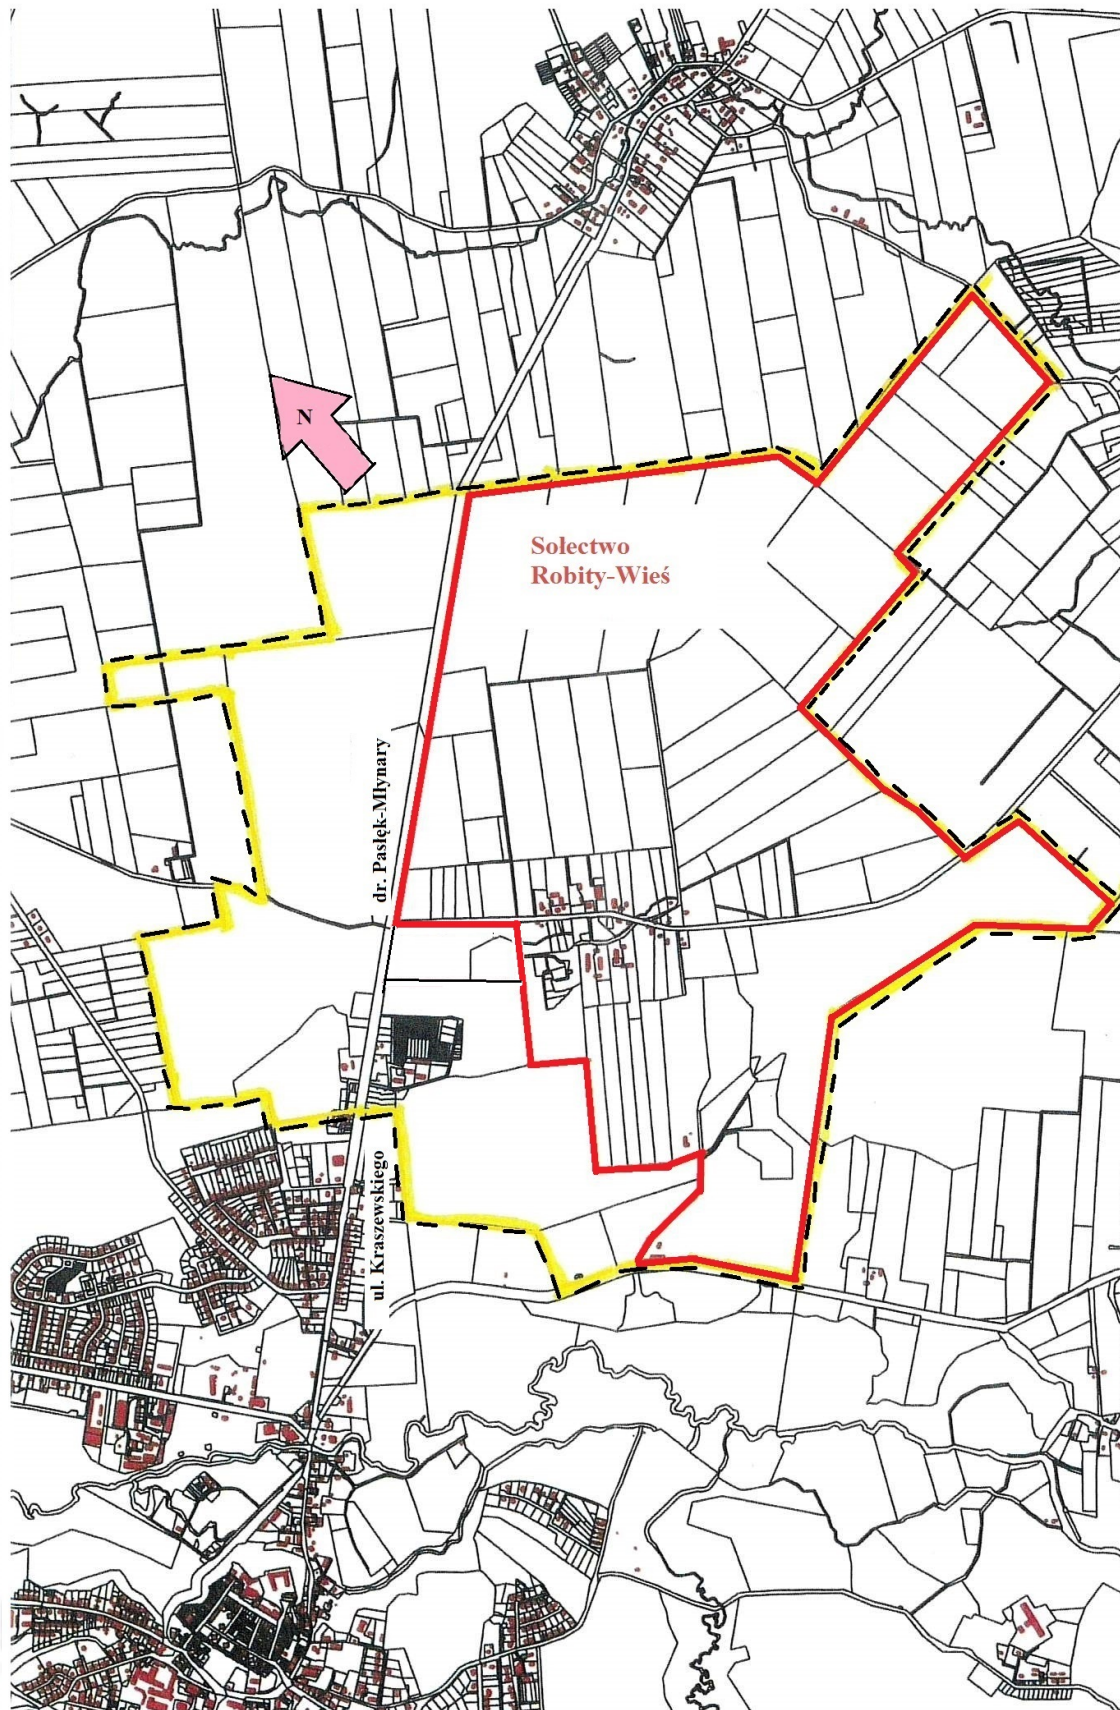 N
Sołectwo
Robity-Wieś
dr. Pasłęk-Młynary
ul. Kraszewskiego